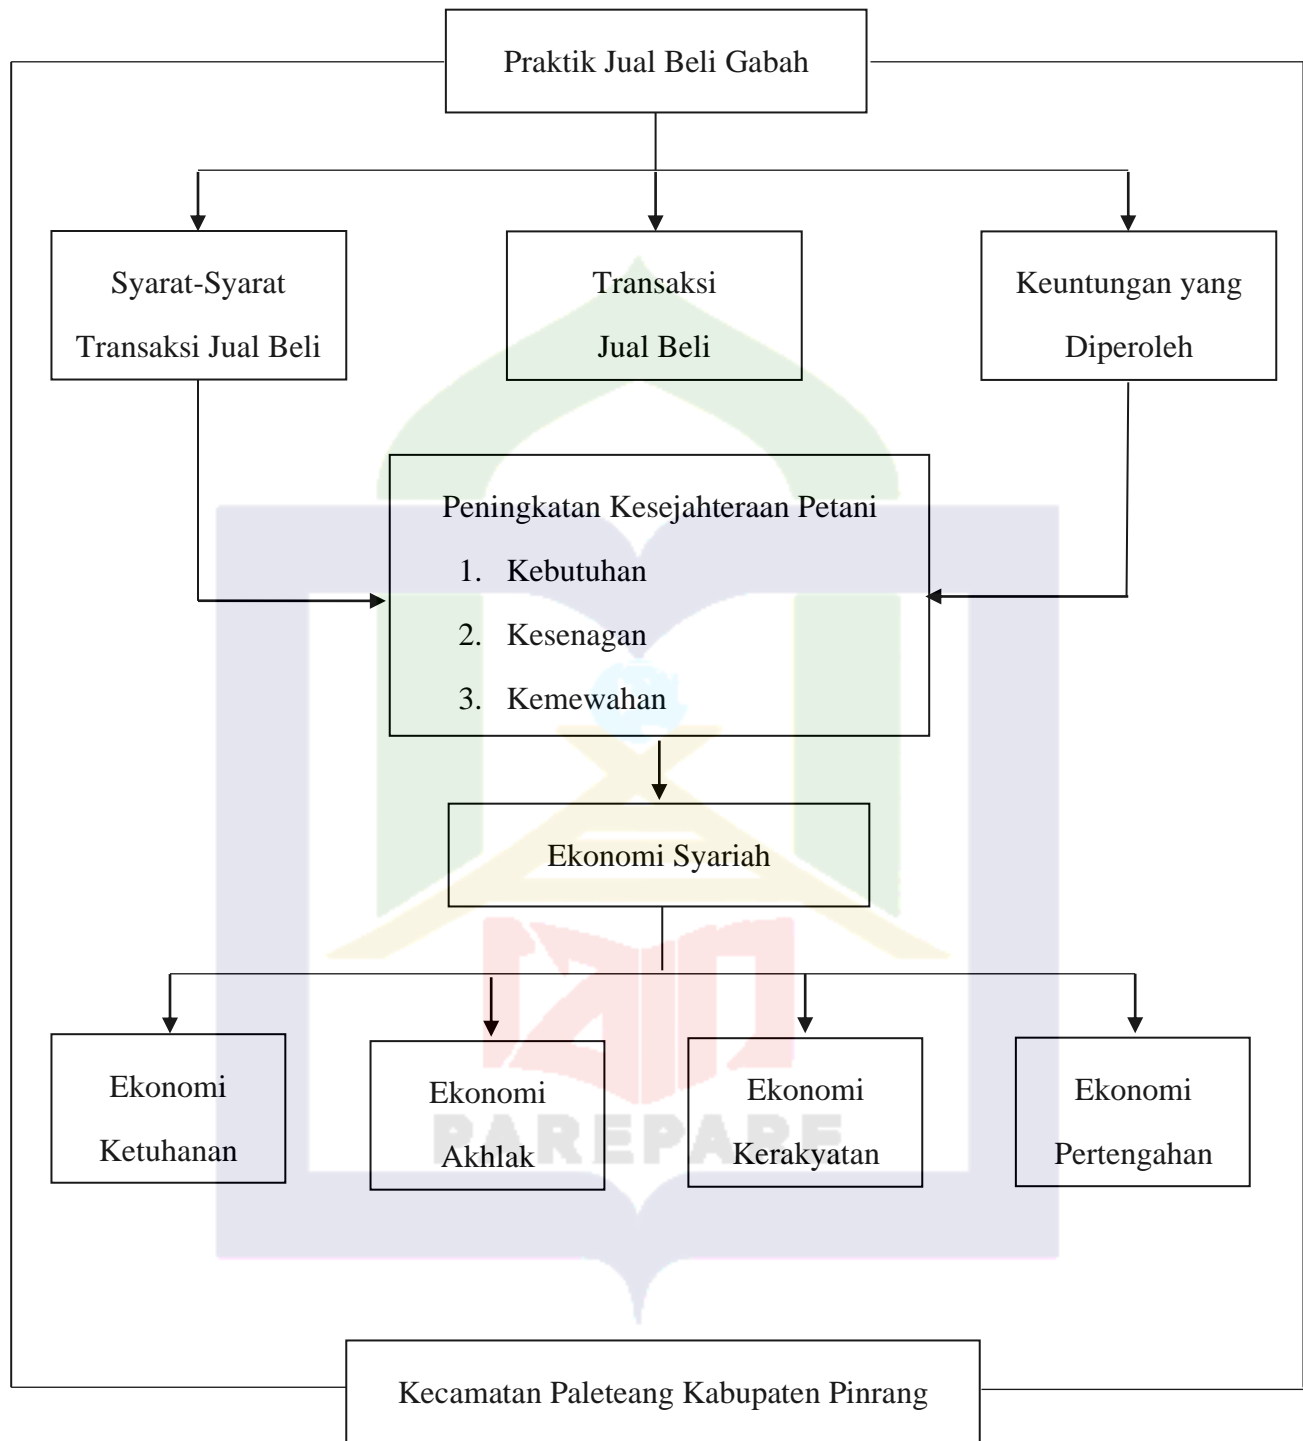 Praktik Jual Beli Gabah
Syarat-Syarat
Transaksi Jual Beli
Transaksi
Jual Beli
Keuntungan yang
Diperoleh
Peningkatan Kesejahteraan Petani
1. Kebutuhan
2. Kesenagan
3. Kemewahan
Ekonomi Syariah
Ekonomi
Ketuhanan
Ekonomi
Akhlak
Ekonomi
Kerakyatan
Ekonomi
Pertengahan
PAREPARE
Kecamatan Paleteang Kabupaten Pinrang